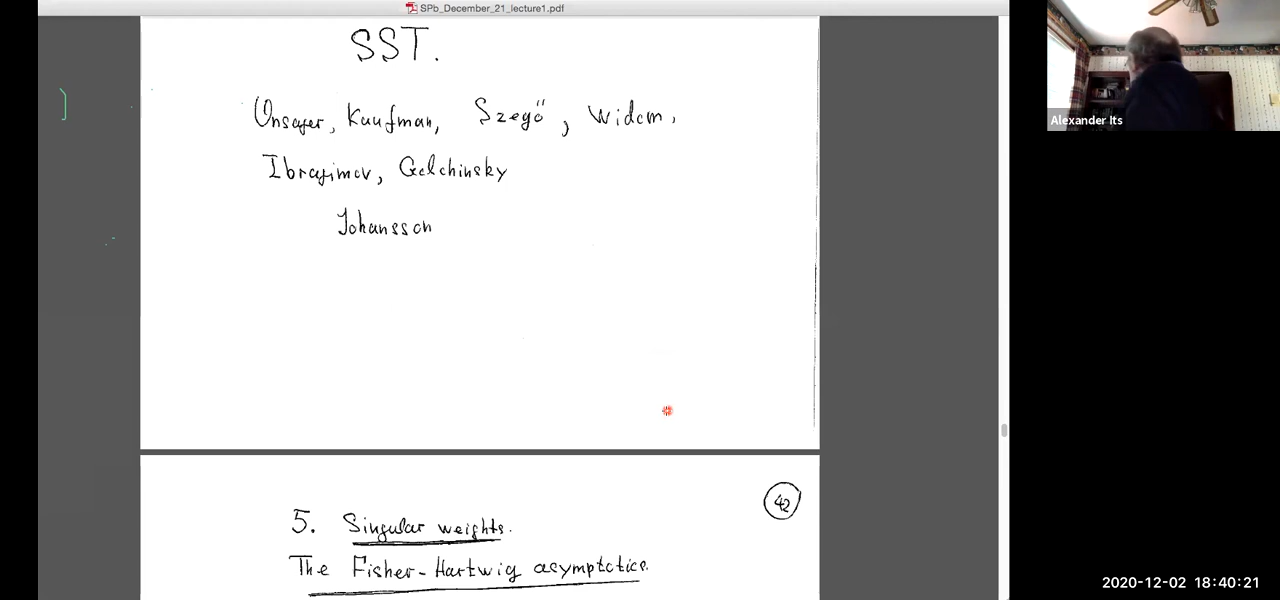 SPb_December_21_lecture1.pdf
SST.
Onsager, Kaufman, Szegő, Widom,
Ibragimov, Golchinsky
Johansson
42
5. Singular weights.
The Fisher-Hartwig asymptotics.
Alexander Its
2020-12-02 18:40:21